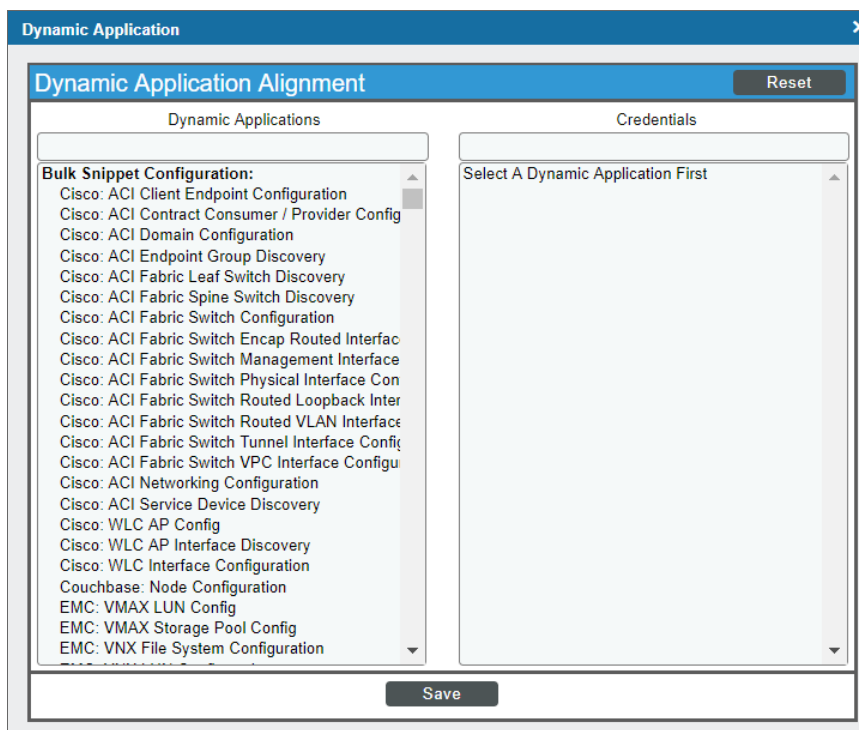 Dynamic Application
Dynamic Application Alignment
Reset
Dynamic Applications
Credentials
Bulk Snippet Configuration:
Cisco: ACI Client Endpoint Configuration
Cisco: ACI Contract Consumer / Provider Config
Cisco: ACI Domain Configuration
Cisco: ACI Endpoint Group Discovery
Cisco: ACI Fabric Leaf Switch Discovery
Cisco: ACI Fabric Spine Switch Discovery
Cisco: ACI Fabric Switch Configuration
Cisco: ACI Fabric Switch Encap Routed Interfac
Cisco: ACI Fabric Switch Management Interface
Cisco: ACI Fabric Switch Physical Interface Con
Cisco: ACI Fabric Switch Routed Loopback Inter
Cisco: ACI Fabric Switch Routed VLAN Interface
Cisco: ACI Fabric Switch Tunnel Interface Config
Cisco: ACI Fabric Switch VPC Interface Configu
Cisco: ACI Networking Configuration
Cisco: ACI Service Device Discovery
Cisco: WLC AP Config
Cisco: WLC AP Interface Discovery
Cisco: WLC Interface Configuration
Couchbase: Node Configuration
EMC: VMAX LUN Config
EMC: VMAX Storage Pool Config
EMC: VNX File System Configuration
Select A Dynamic Application First
Save